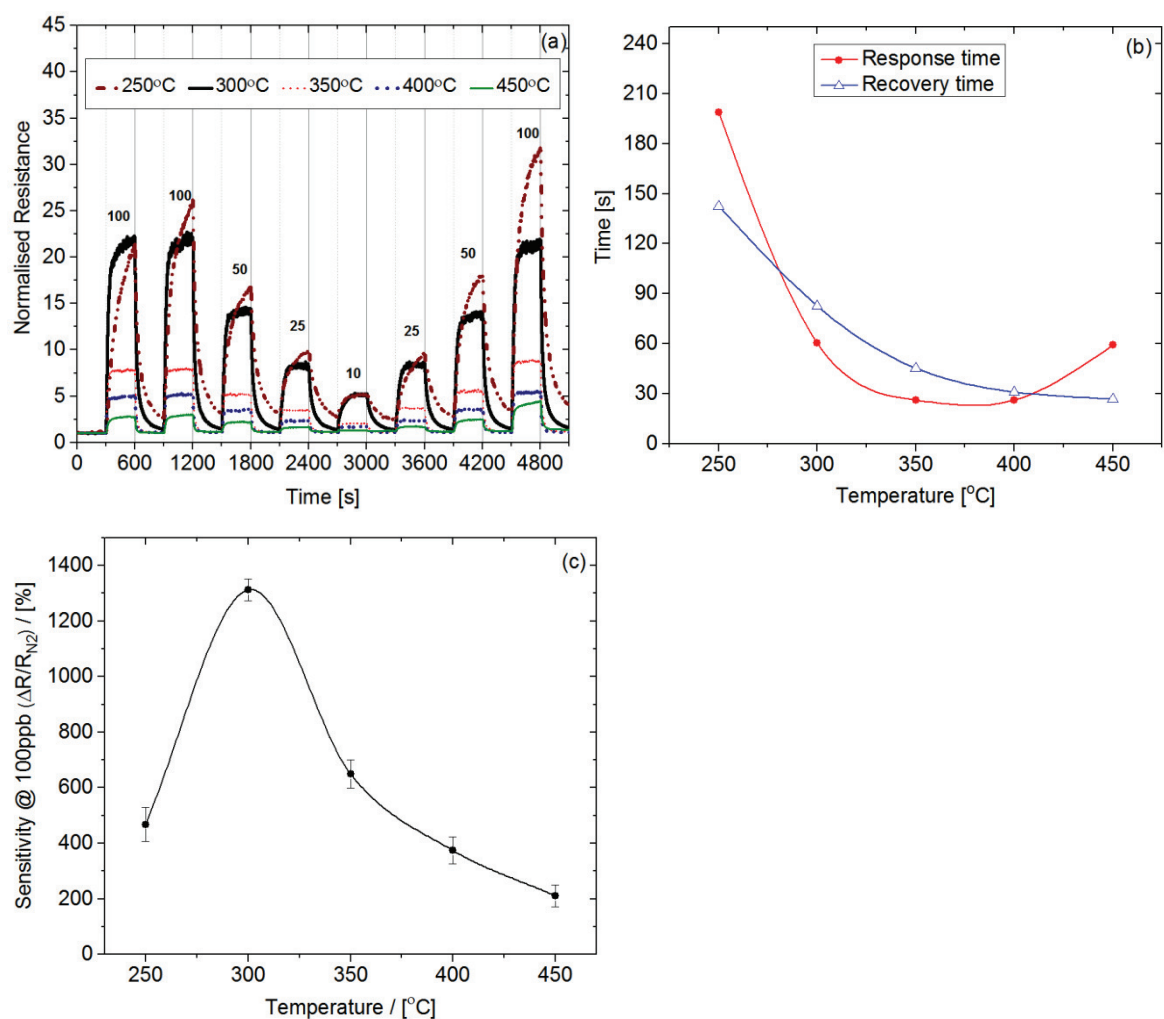 (a)
45
40
35
30
25
20
15
10
5
0
Normalised Resistance
250°C 300°C 350°C 400°C 450°C
100
100
50
25
10
25
50
100
0 600 1200 1800 2400 3000 3600 4200 4800
Time [s]
(b)
240
210
180
150
120
90
60
30
0
Time [s]
Response time
Recovery time
250 300 350 400 450
Temperature [°C]
(c)
1400
1200
1000
800
600
400
200
0
Sensitivity @ 100ppb (ΔR/R_N2) / [%]
250 300 350 400 450
Temperature / [°C]